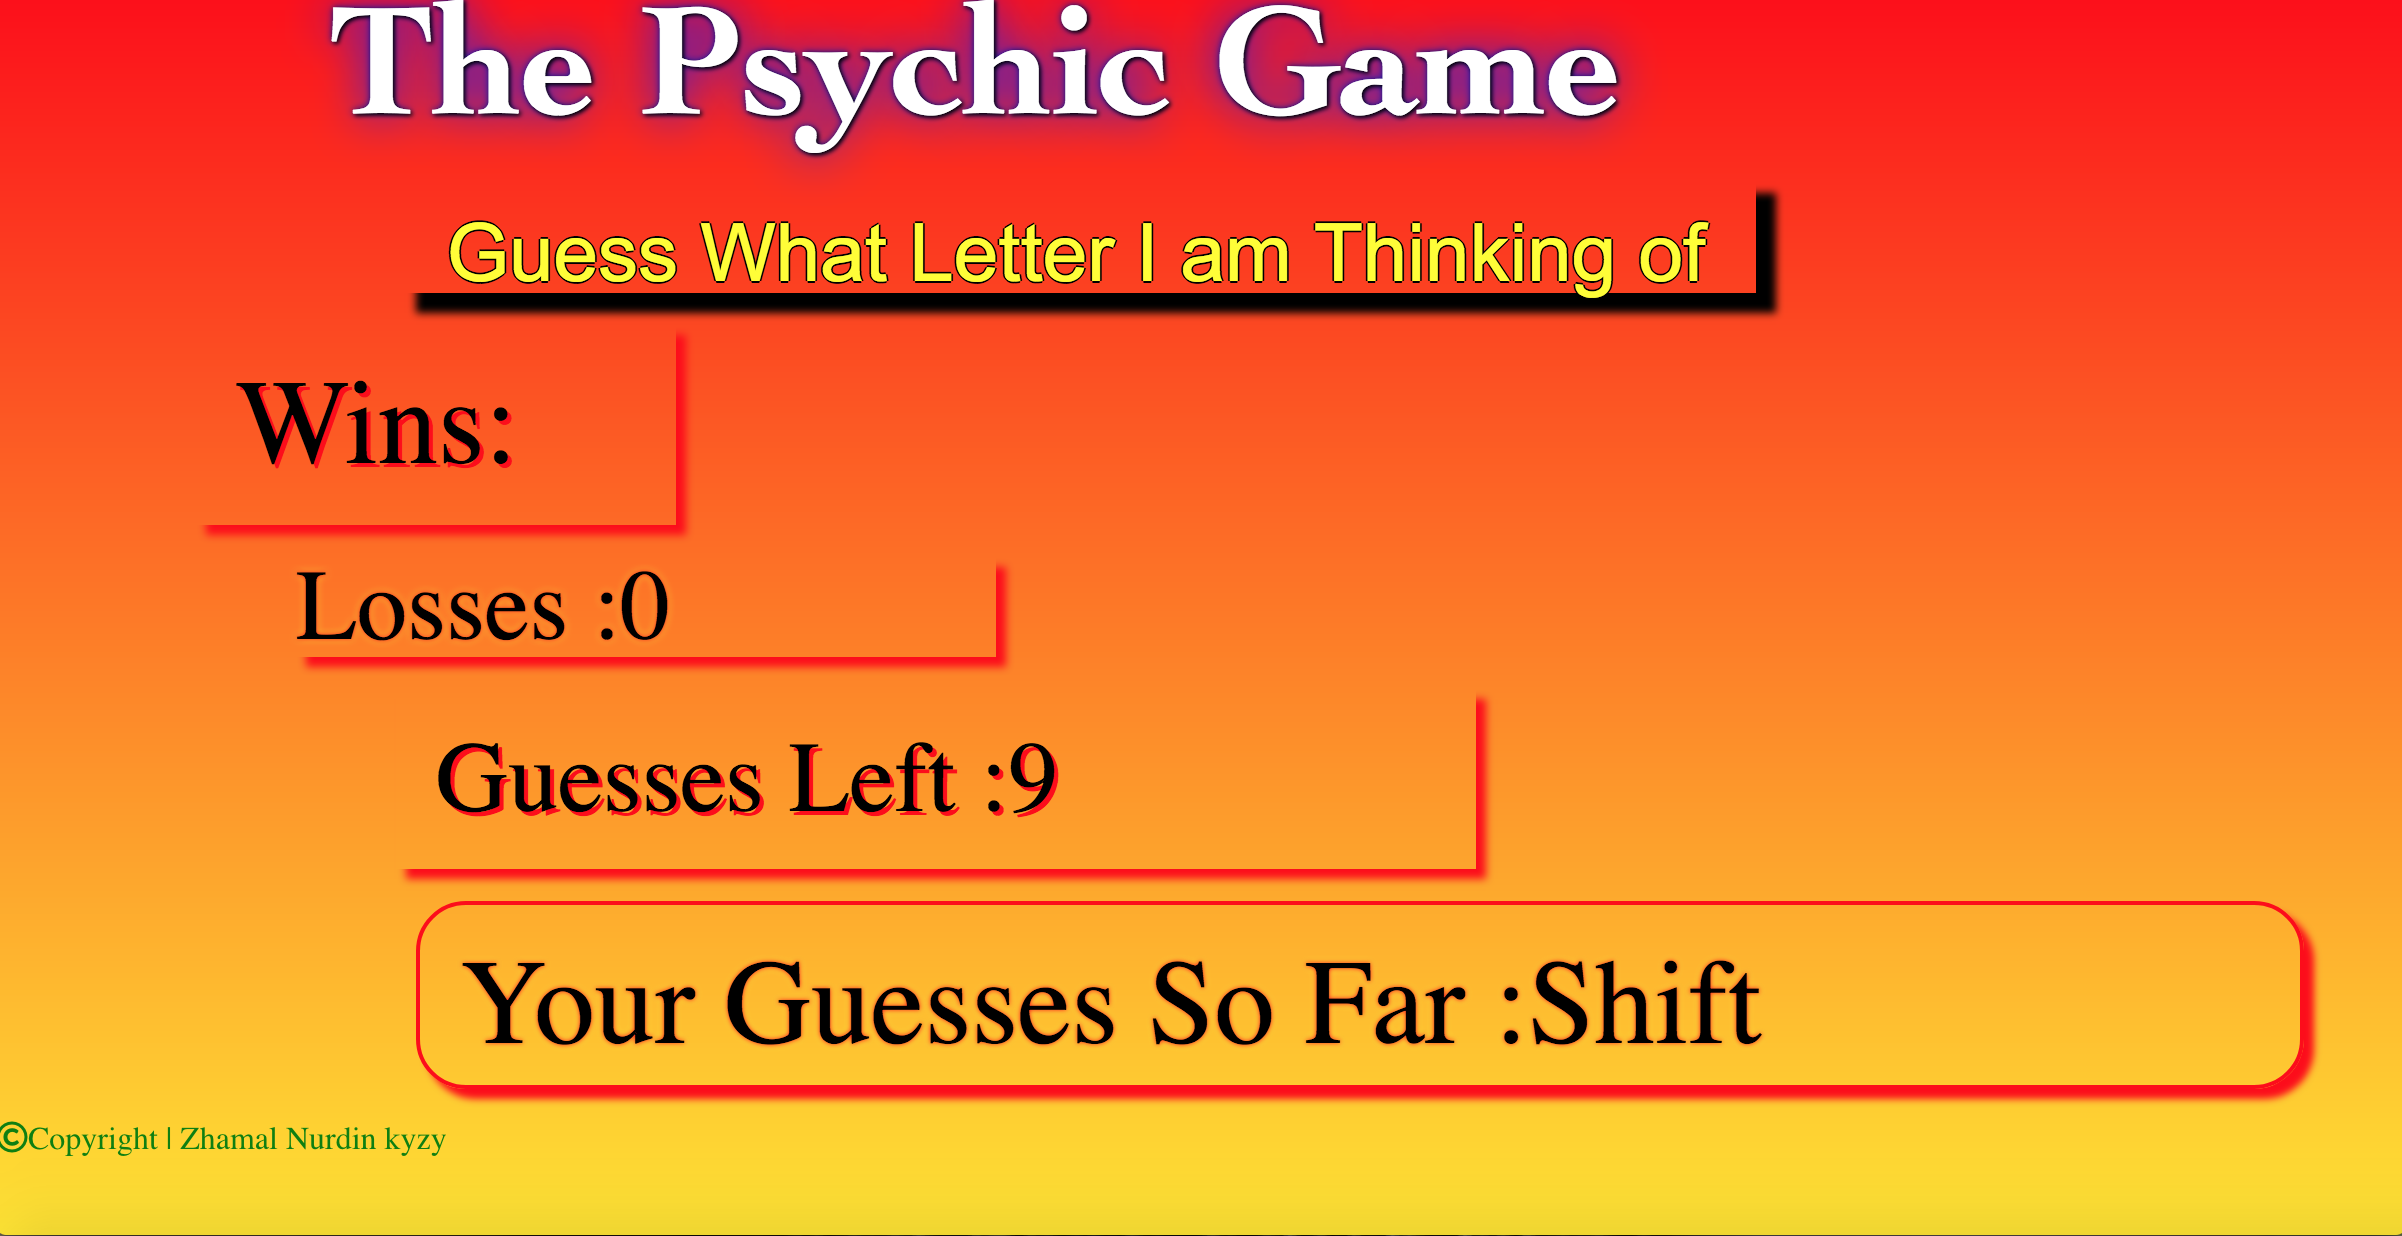 The Psychic Game
Guess What Letter I am Thinking of
Wins:
Losses :0
Guesses Left :9
Your Guesses So Far :Shift
©Copyright | Zhamal Nurdin kyzy